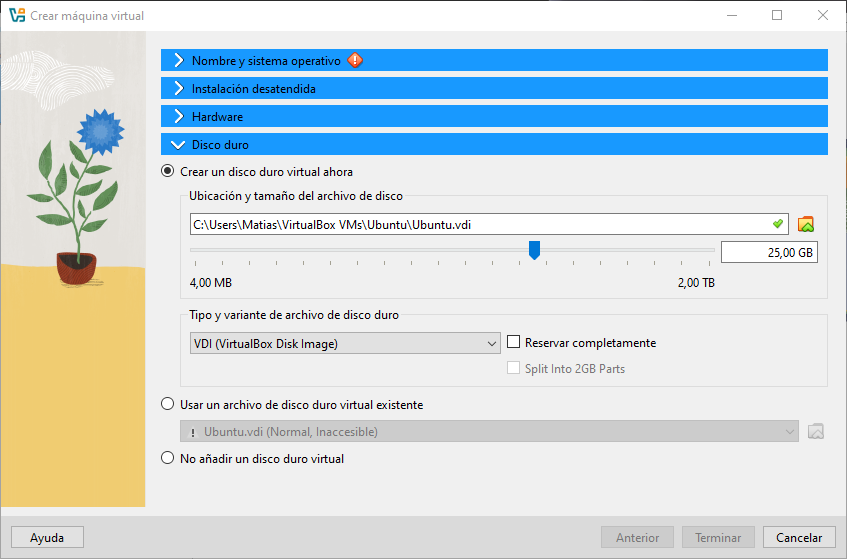 Crear máquina virtual
Nombre y sistema operativo
Instalación desatendida
Hardware
Disco duro
Crear un disco duro virtual ahora
Ubicación y tamaño del archivo de disco
C:\Users\Matias\VirtualBox VMs\Ubuntu\Ubuntu.vdi
25,00 GB
4,00 MB 2,00 TB
Tipo y variante de archivo de disco duro
VDI (VirtualBox Disk Image) Reservar completamente
Split Into 2GB Parts
Usar un archivo de disco duro virtual existente
Ubuntu.vdi (Normal, Inaccesible)
No añadir un disco duro virtual
Ayuda Anterior Terminar Cancelar